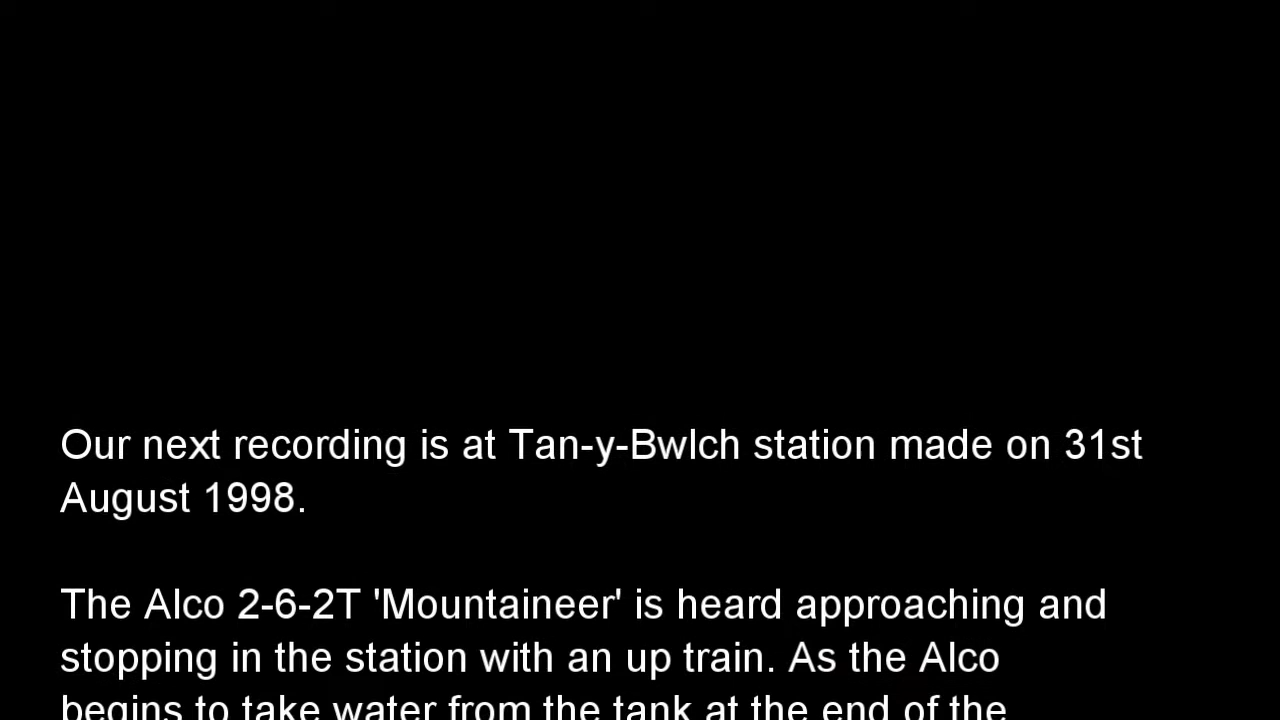 Our next recording is at Tan-y-Bwlch station made on 31st
August 1998.
The Alco 2-6-2T 'Mountaineer' is heard approaching and
stopping in the station with an up train. As the Alco
begins to take water from the tank at the end of the